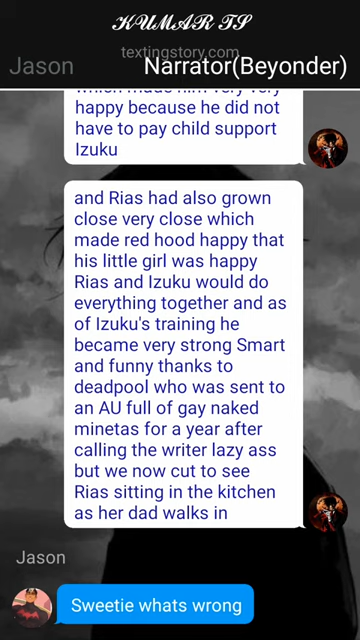 KUMAR TS
textingstory.com
Jason
Narrator(Beyonder)
which made him very very
happy because he did not
have to pay child support
Izuku
and Rias had also grown
close very close which
made red hood happy that
his little girl was happy
Rias and Izuku would do
everything together and as
of Izuku's training he
became very strong Smart
and funny thanks to
deadpool who was sent to
an AU full of gay naked
minetas for a year after
calling the writer lazy ass
but we now cut to see
Rias sitting in the kitchen
as her dad walks in
Jason
Sweetie whats wrong